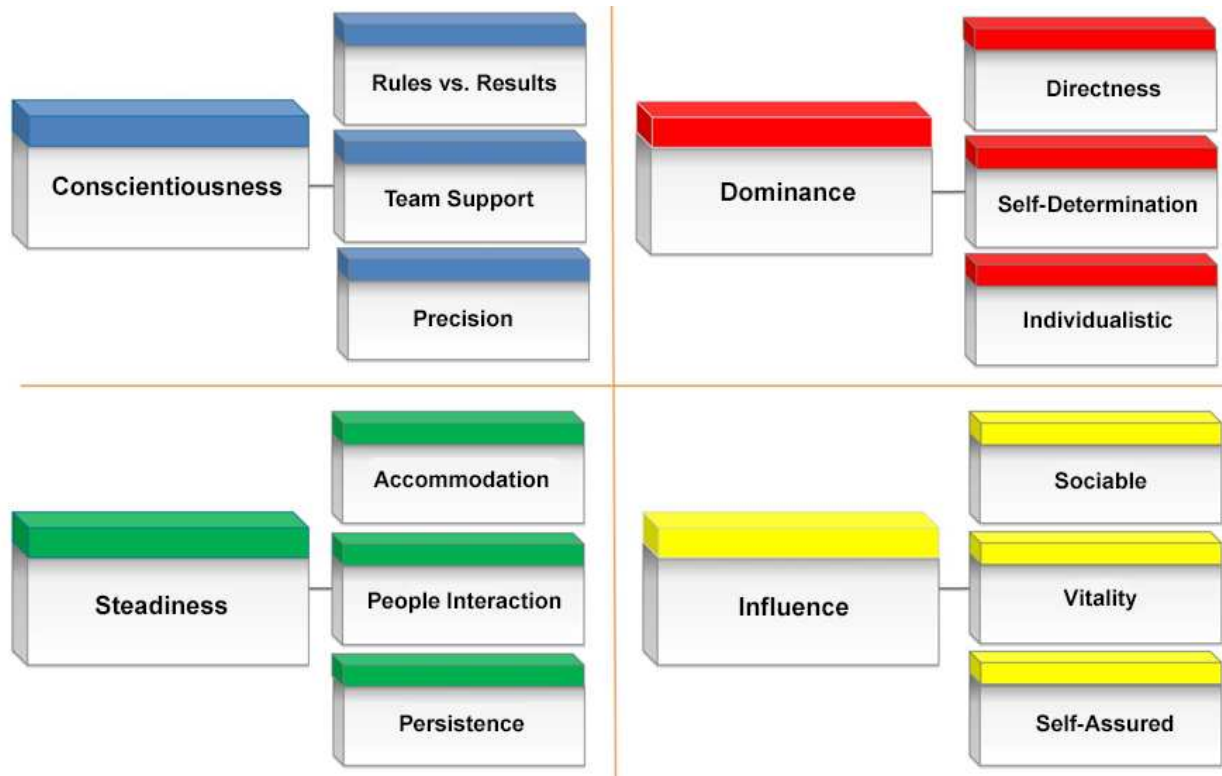 Rules vs. Results
Conscientiousness
Team Support
Precision
Directness
Dominance
Self-Determination
Individualistic
Accommodation
Steadiness
People Interaction
Persistence
Sociable
Influence
Vitality
Self-Assured